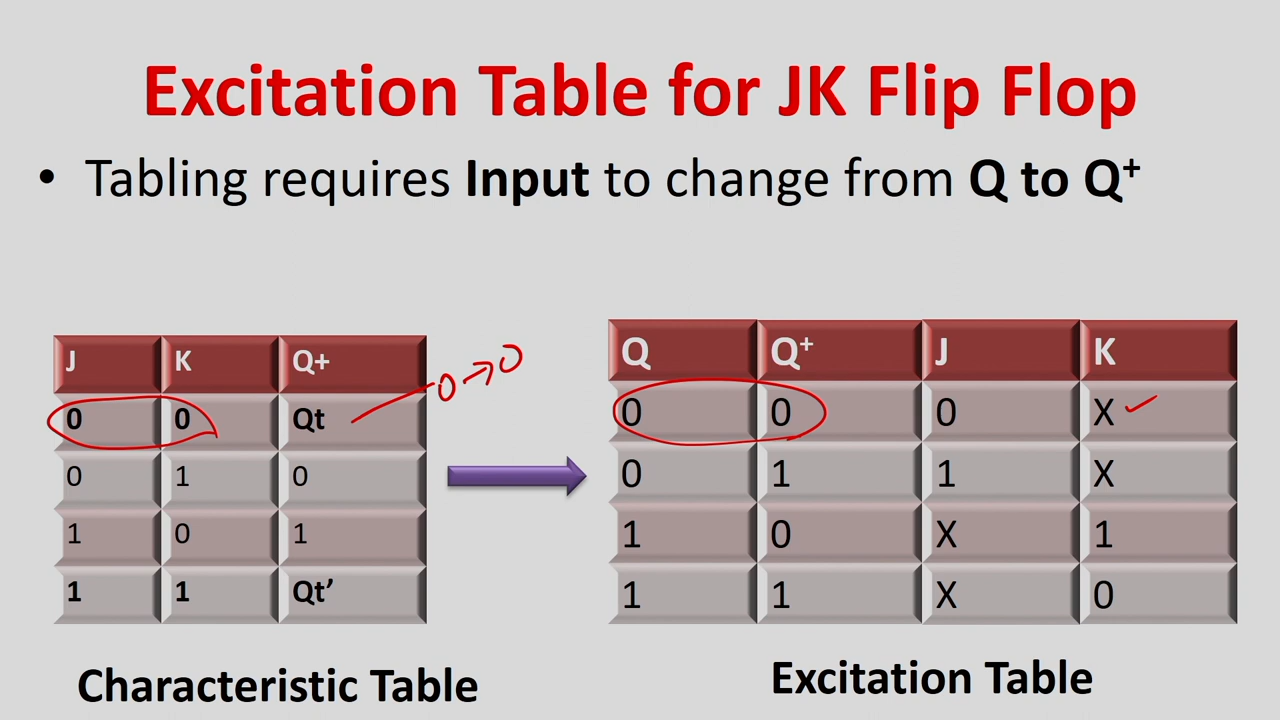 Excitation Table for JK Flip Flop
• Tabling requires Input to change from Q to Q⁺
J K Q+
0 0 Qt
0 1 0
1 0 1
1 1 Qt’
0→0
Characteristic Table
Q Q⁺ J K
0 0 0 X ✓
0 1 1 X
1 0 X 1
1 1 X 0
Excitation Table